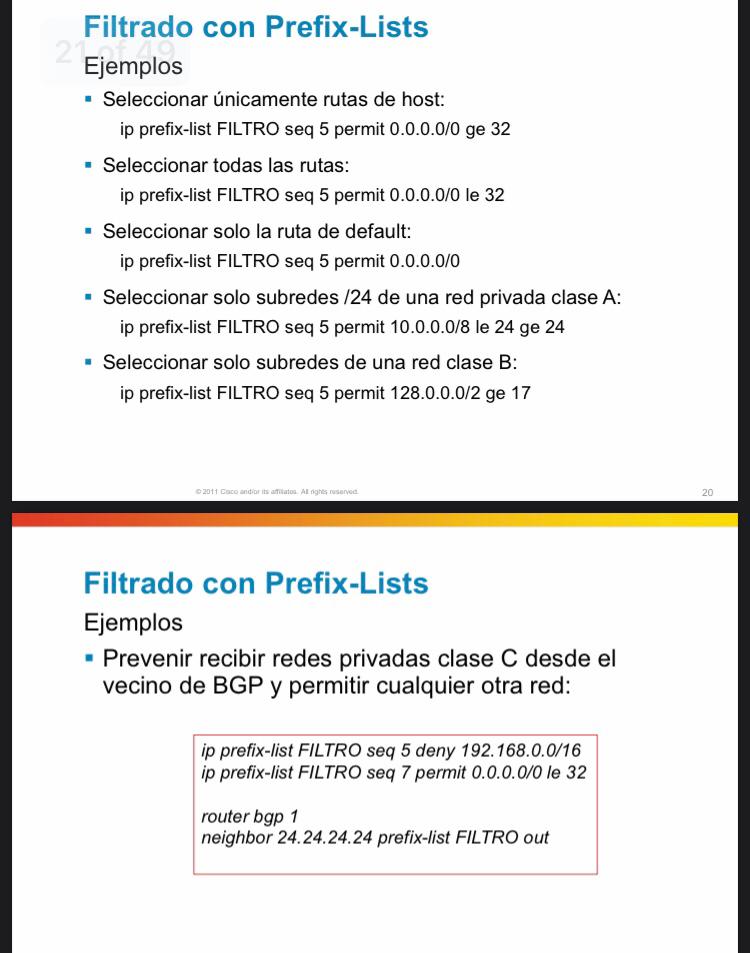 Filtrado con Prefix-Lists
21 of 49
Ejemplos
Seleccionar únicamente rutas de host:
ip prefix-list FILTRO seq 5 permit 0.0.0.0/0 ge 32
Seleccionar todas las rutas:
ip prefix-list FILTRO seq 5 permit 0.0.0.0/0 le 32
Seleccionar solo la ruta de default:
ip prefix-list FILTRO seq 5 permit 0.0.0.0/0
Seleccionar solo subredes /24 de una red privada clase A:
ip prefix-list FILTRO seq 5 permit 10.0.0.0/8 le 24 ge 24
Seleccionar solo subredes de una red clase B:
ip prefix-list FILTRO seq 5 permit 128.0.0.0/2 ge 17
© 2011 Cisco and/or its affiliates. All rights reserved.
20
Filtrado con Prefix-Lists
Ejemplos
Prevenir recibir redes privadas clase C desde el
vecino de BGP y permitir cualquier otra red:
ip prefix-list FILTRO seq 5 deny 192.168.0.0/16
ip prefix-list FILTRO seq 7 permit 0.0.0.0/0 le 32
router bgp 1
neighbor 24.24.24.24 prefix-list FILTRO out